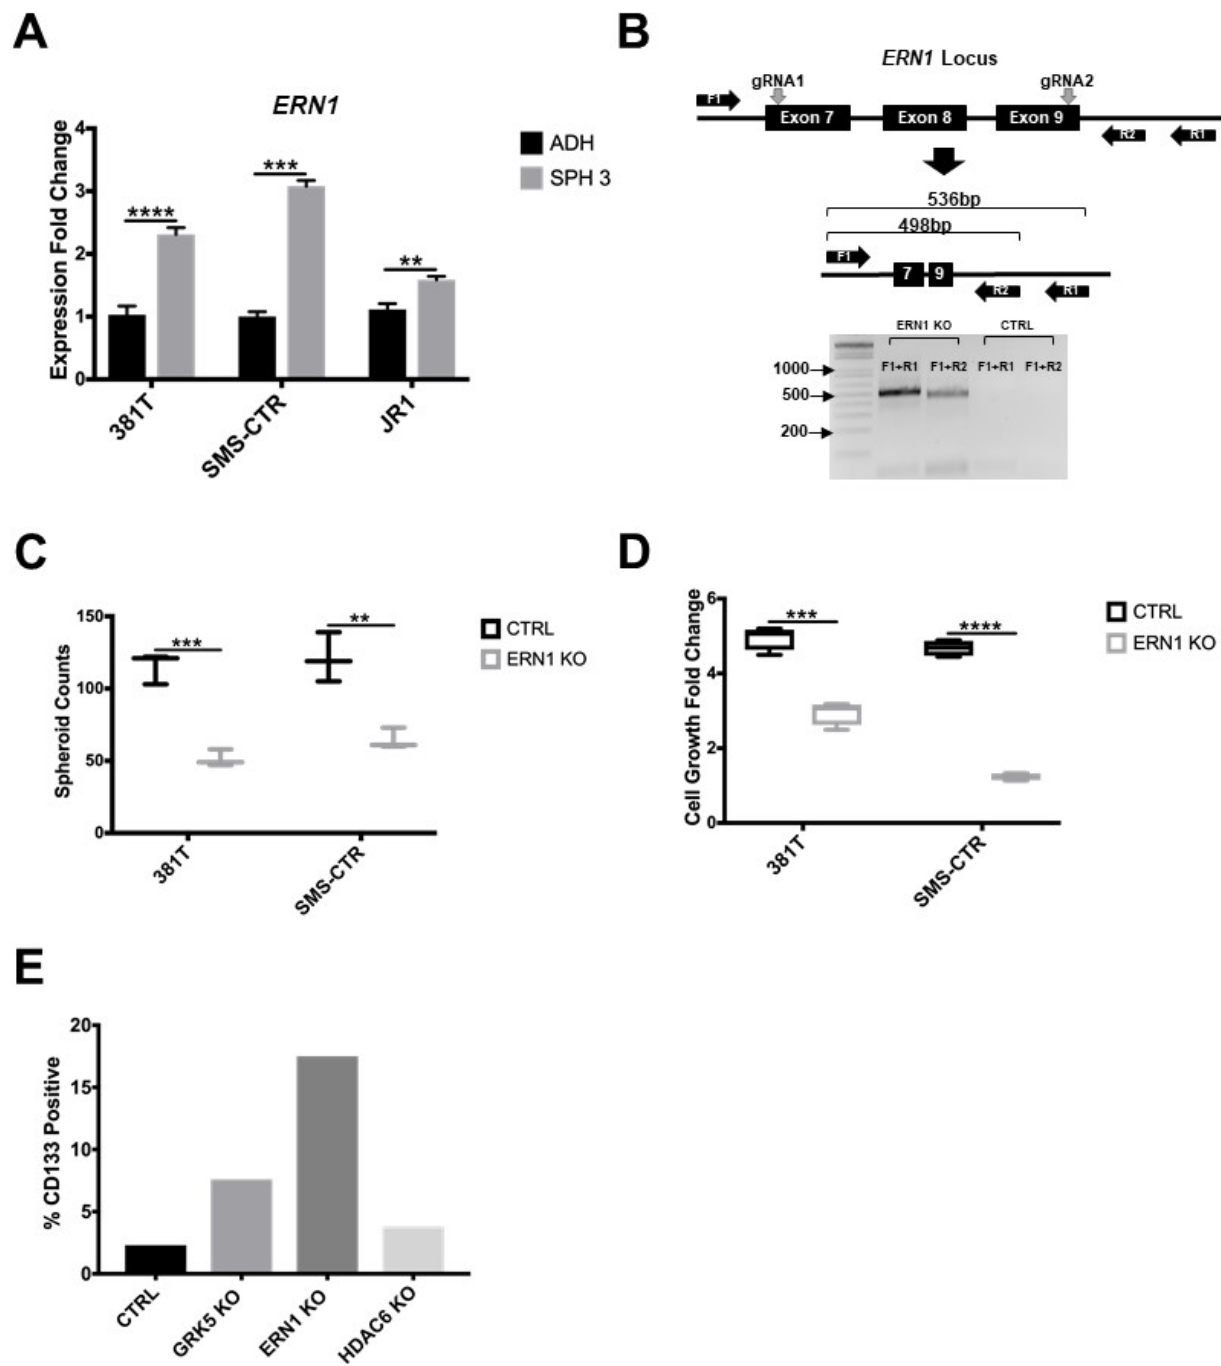 A
ERN1
4
3
2
1
0
Expression Fold Change
****
***
**
ADH
SPH 3
381T
SMS-CTR
JR1
B
ERN1 Locus
gRNA1
gRNA2
F1
Exon 7
Exon 8
Exon 9
R2
R1
536bp
498bp
F1
7
9
R2
R1
ERN1 KO
CTRL
F1+R1
F1+R2
F1+R1
F1+R2
1000
500
200
C
150
100
50
0
Spheroid Counts
***
**
CTRL
ERN1 KO
381T
SMS-CTR
D
6
4
2
0
Cell Growth Fold Change
***
****
CTRL
ERN1 KO
381T
SMS-CTR
E
20
15
10
5
0
% CD133 Positive
CTRL
GRK5 KO
ERN1 KO
HDAC6 KO